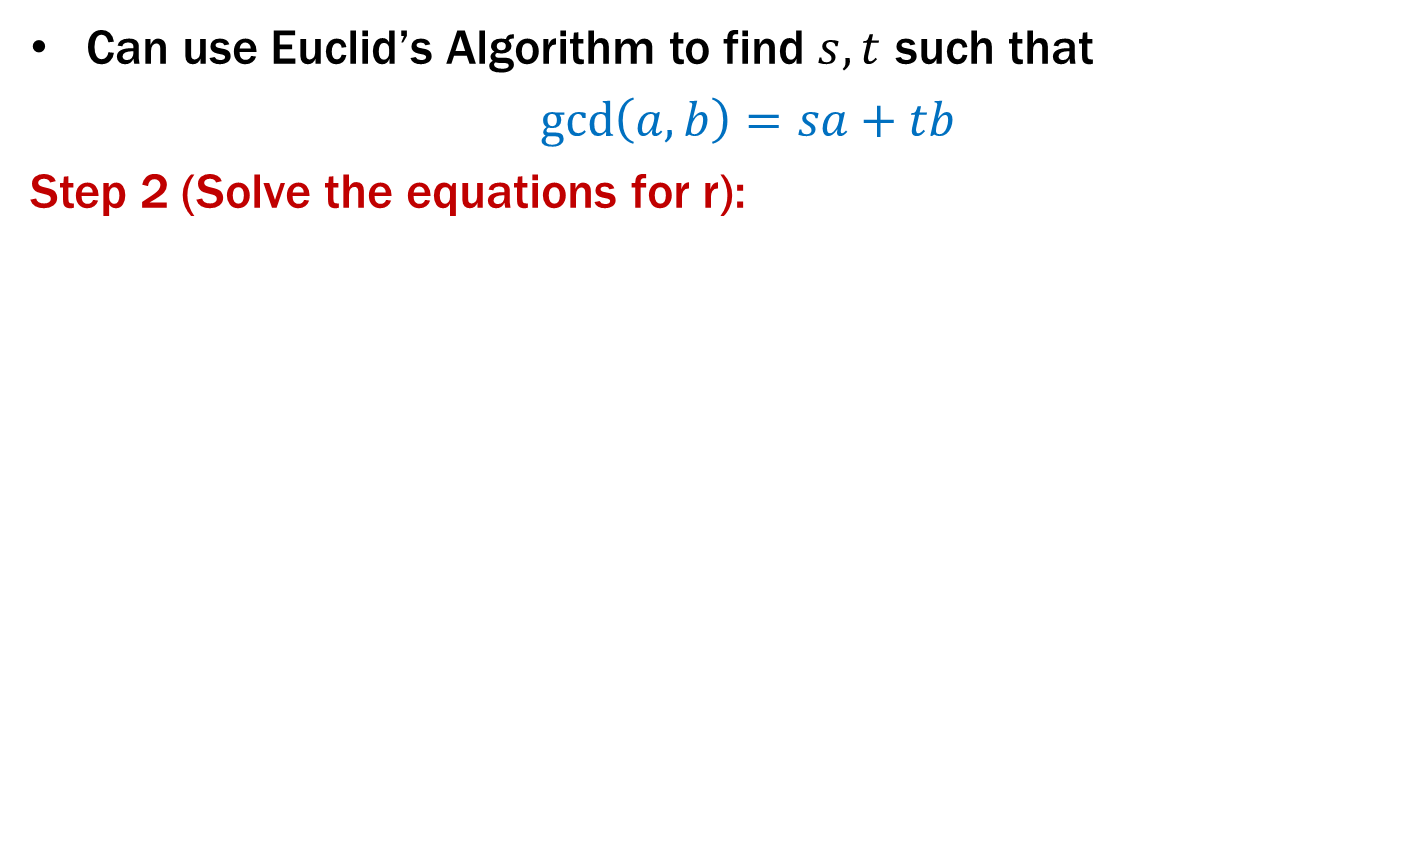 • Can use Euclid’s Algorithm to find s, t such that
gcd(a, b) = sa + tb
Step 2 (Solve the equations for r):